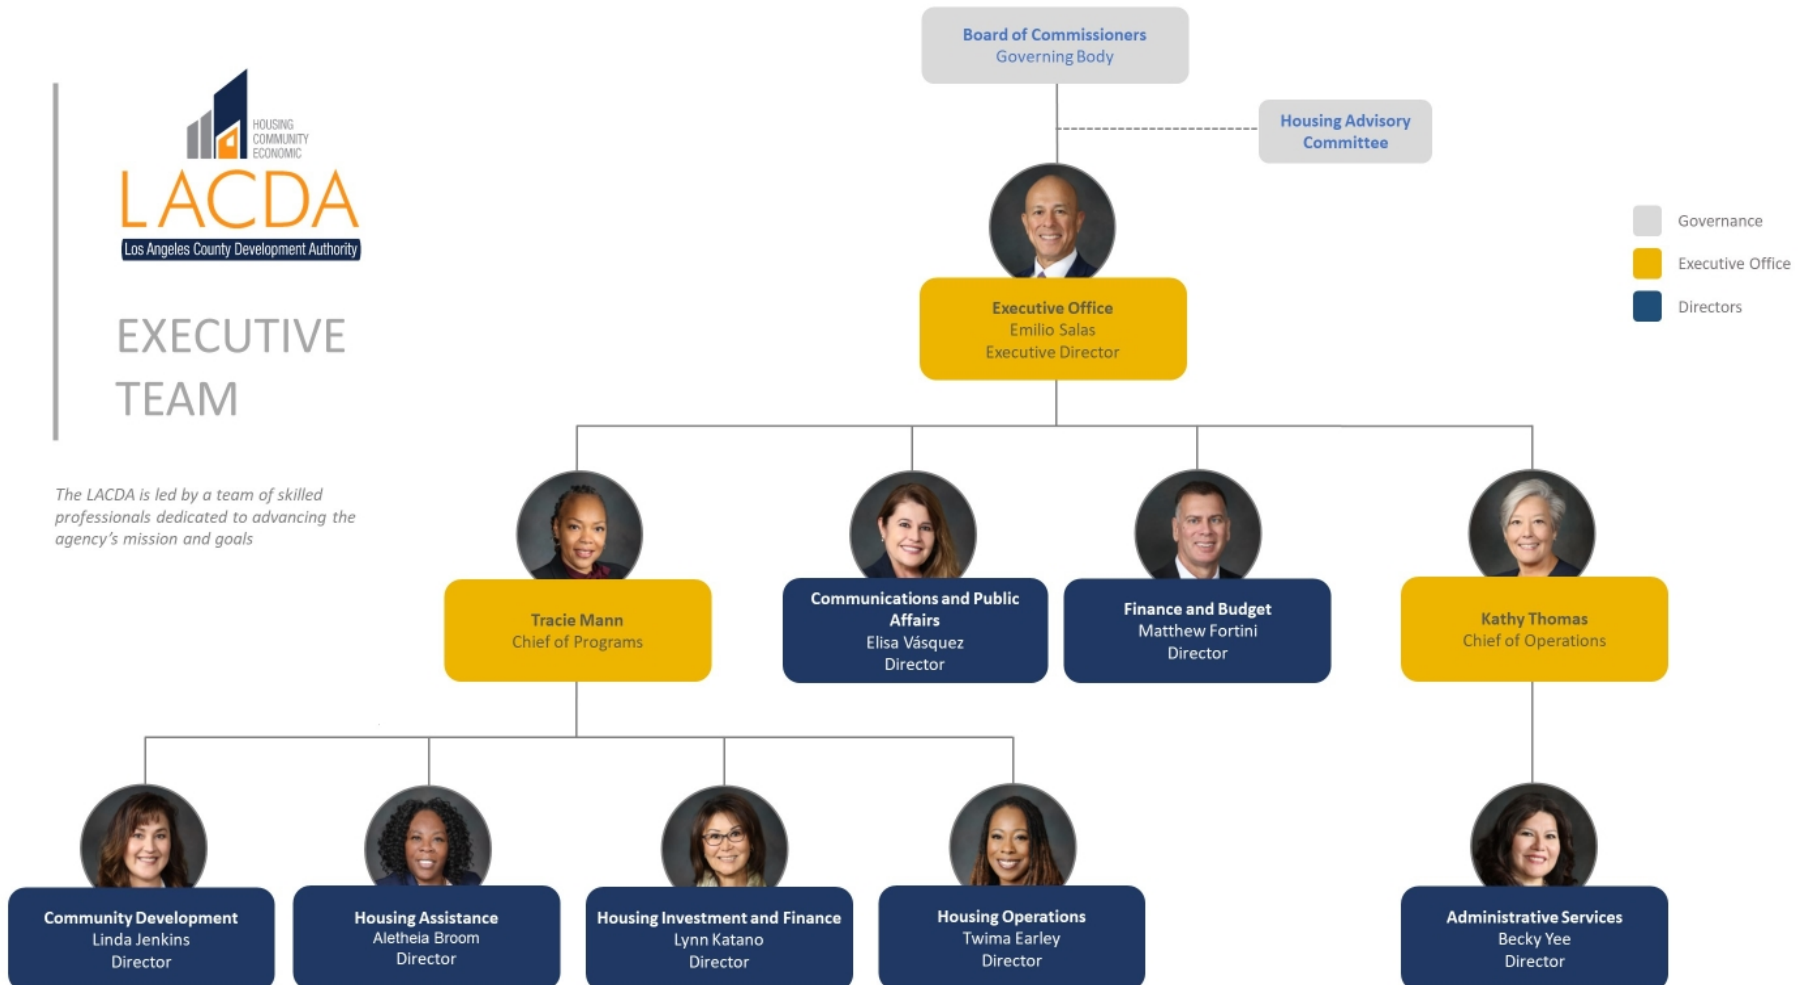 Board of Commissioners
Governing Body
Housing Advisory
Committee
HOUSING
COMMUNITY
ECONOMIC
LACDA
Los Angeles County Development Authority
EXECUTIVE
TEAM
The LACDA is led by a team of skilled
professionals dedicated to advancing the
agency's mission and goals
Governance
Executive Office
Directors
Executive Office
Emilio Salas
Executive Director
Tracie Mann
Chief of Programs
Communications and Public
Affairs
Elisa Vásquez
Director
Finance and Budget
Matthew Fortini
Director
Kathy Thomas
Chief of Operations
Community Development
Linda Jenkins
Director
Housing Assistance
Aletheia Broom
Director
Housing Investment and Finance
Lynn Katano
Director
Housing Operations
Twima Earley
Director
Administrative Services
Becky Yee
Director